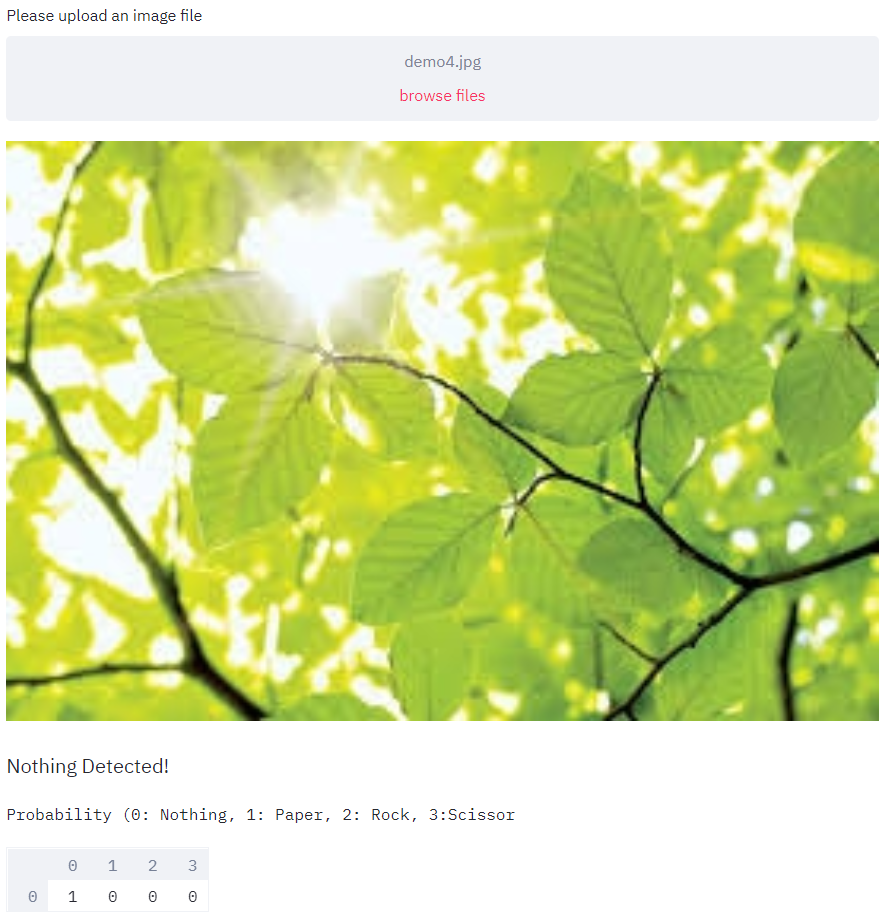 Please upload an image file
demo4.jpg
browse files
Nothing Detected!
Probability (0: Nothing, 1: Paper, 2: Rock, 3:Scissor
0 1 2 3
0 1 0 0 0